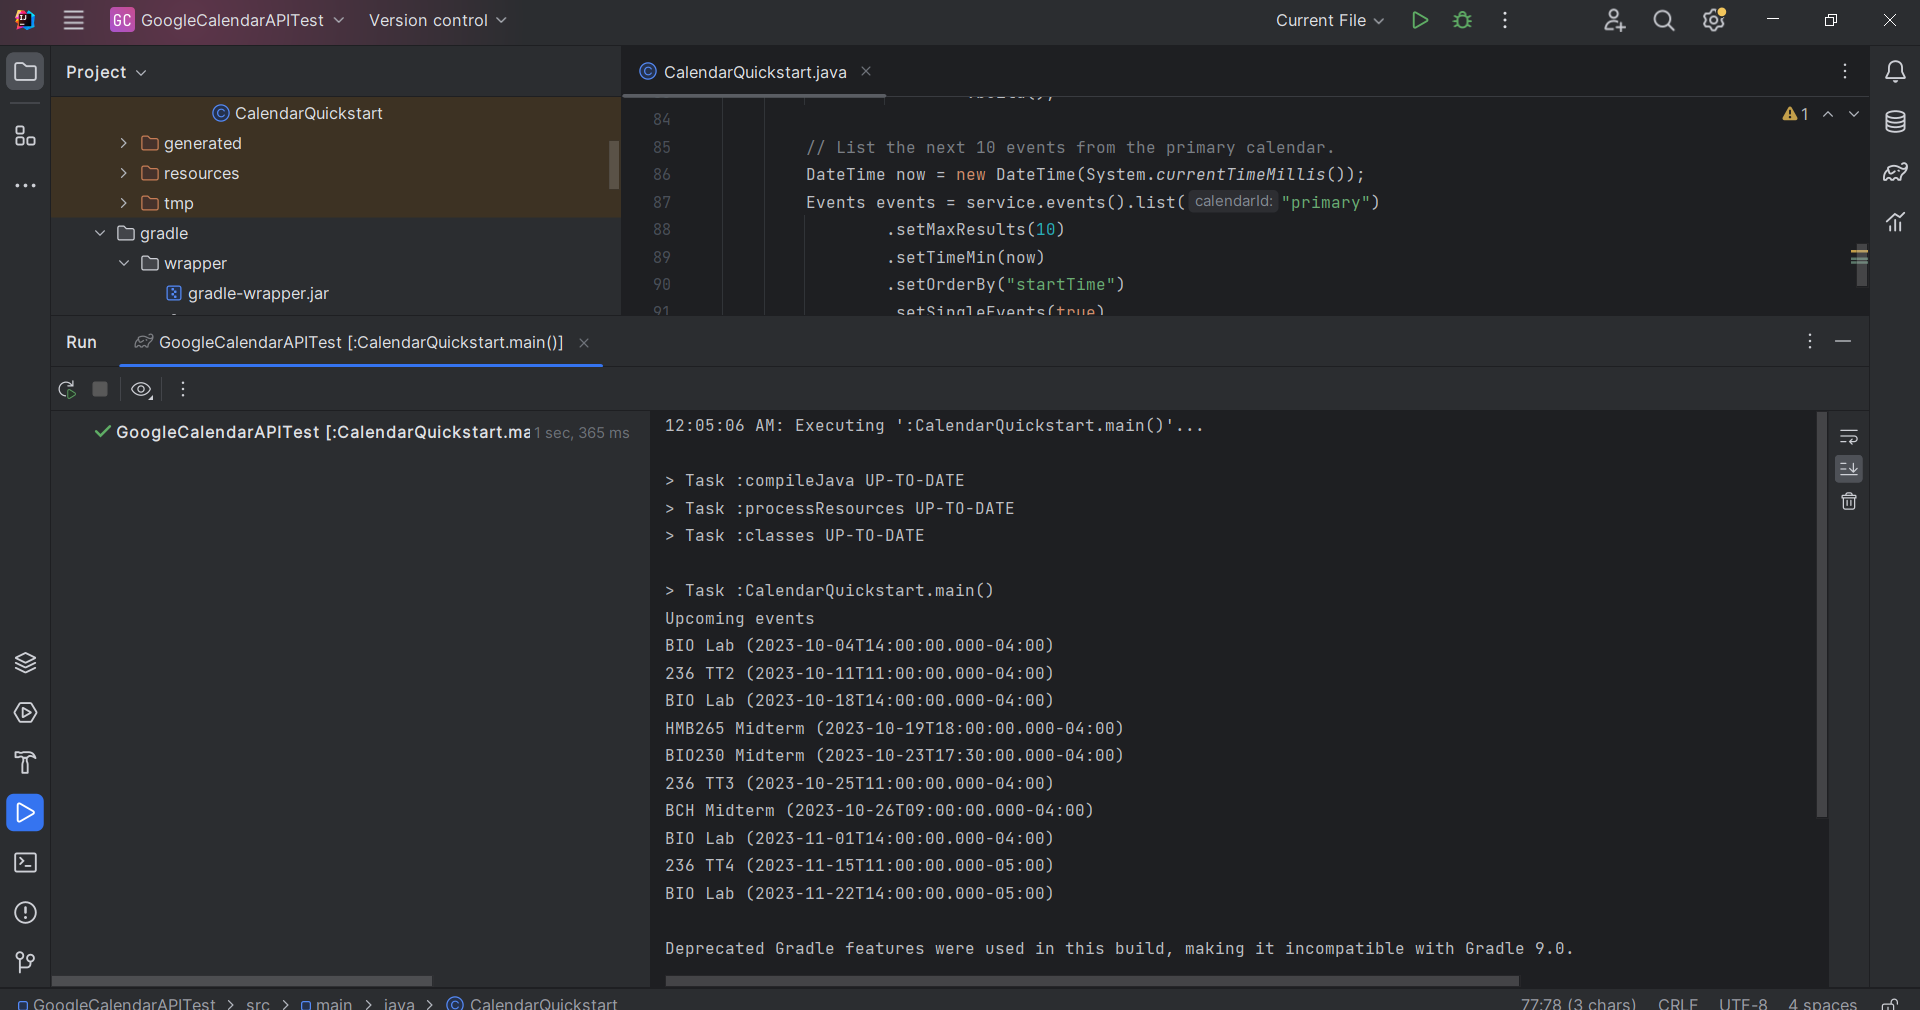 GC GoogleCalendarAPITest Version control Current File
Project
CalendarQuickstart.java
CalendarQuickstart
generated
resources
tmp
gradle
wrapper
gradle-wrapper.jar
1
84
85 // List the next 10 events from the primary calendar.
86 DateTime now = new DateTime(System.currentTimeMillis());
87 Events events = service.events().list( calendarId: "primary")
88 .setMaxResults(10)
89 .setTimeMin(now)
90 .setOrderBy("startTime")
91 .setSingleEvents(true)
Run GoogleCalendarAPITest [:CalendarQuickstart.main()]
GoogleCalendarAPITest [:CalendarQuickstart.ma 1 sec, 365 ms
12:05:06 AM: Executing ':CalendarQuickstart.main()'...
> Task :compileJava UP-TO-DATE
> Task :processResources UP-TO-DATE
> Task :classes UP-TO-DATE
> Task :CalendarQuickstart.main()
Upcoming events
BIO Lab (2023-10-04T14:00:00.000-04:00)
236 TT2 (2023-10-11T11:00:00.000-04:00)
BIO Lab (2023-10-18T14:00:00.000-04:00)
HMB265 Midterm (2023-10-19T18:00:00.000-04:00)
BIO230 Midterm (2023-10-23T17:30:00.000-04:00)
236 TT3 (2023-10-25T11:00:00.000-04:00)
BCH Midterm (2023-10-26T09:00:00.000-04:00)
BIO Lab (2023-11-01T14:00:00.000-04:00)
236 TT4 (2023-11-15T11:00:00.000-05:00)
BIO Lab (2023-11-22T14:00:00.000-05:00)
Deprecated Gradle features were used in this build, making it incompatible with Gradle 9.0.
GoogleCalendarAPITest > src > main > java > CalendarQuickstart 77:78 (3 chars) CRLF UTF-8 4 spaces